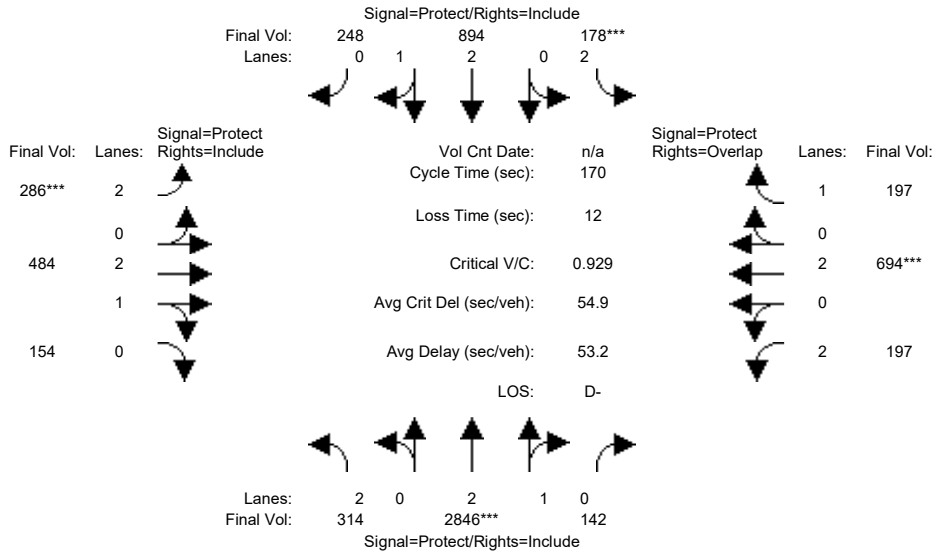 Signal=Protect/Rights=Include
Final Vol: 248 894 178***
Lanes: 0 1 2 0 2
Signal=Protect
Final Vol: Lanes: Rights=Include
Vol Cnt Date: n/a
Signal=Protect
Rights=Overlap Lanes: Final Vol:
Cycle Time (sec): 170
286*** 2
1 197
Loss Time (sec): 12
0
0
484 2
Critical V/C: 0.929
2 694***
1
Avg Crit Del (sec/veh): 54.9
0
154 0
Avg Delay (sec/veh): 53.2
2 197
LOS: D-
Lanes: 2 0 2 1 0
Final Vol: 314 2846*** 142
Signal=Protect/Rights=Include